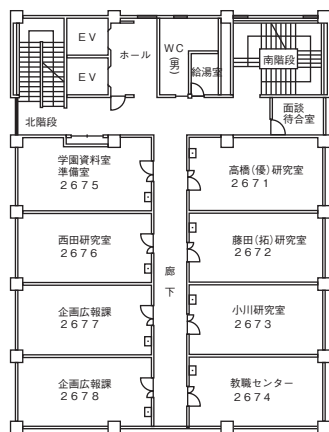 EV
EV
ホール
WC
(男)
給湯室
南階段
北階段
面談
待合室
学園資料室
準備室
2675
高橋(優)研究室
2671
西田研究室
2676
藤田(拓)研究室
2672
廊下
企画広報課
2677
小川研究室
2673
企画広報課
2678
教職センター
2674